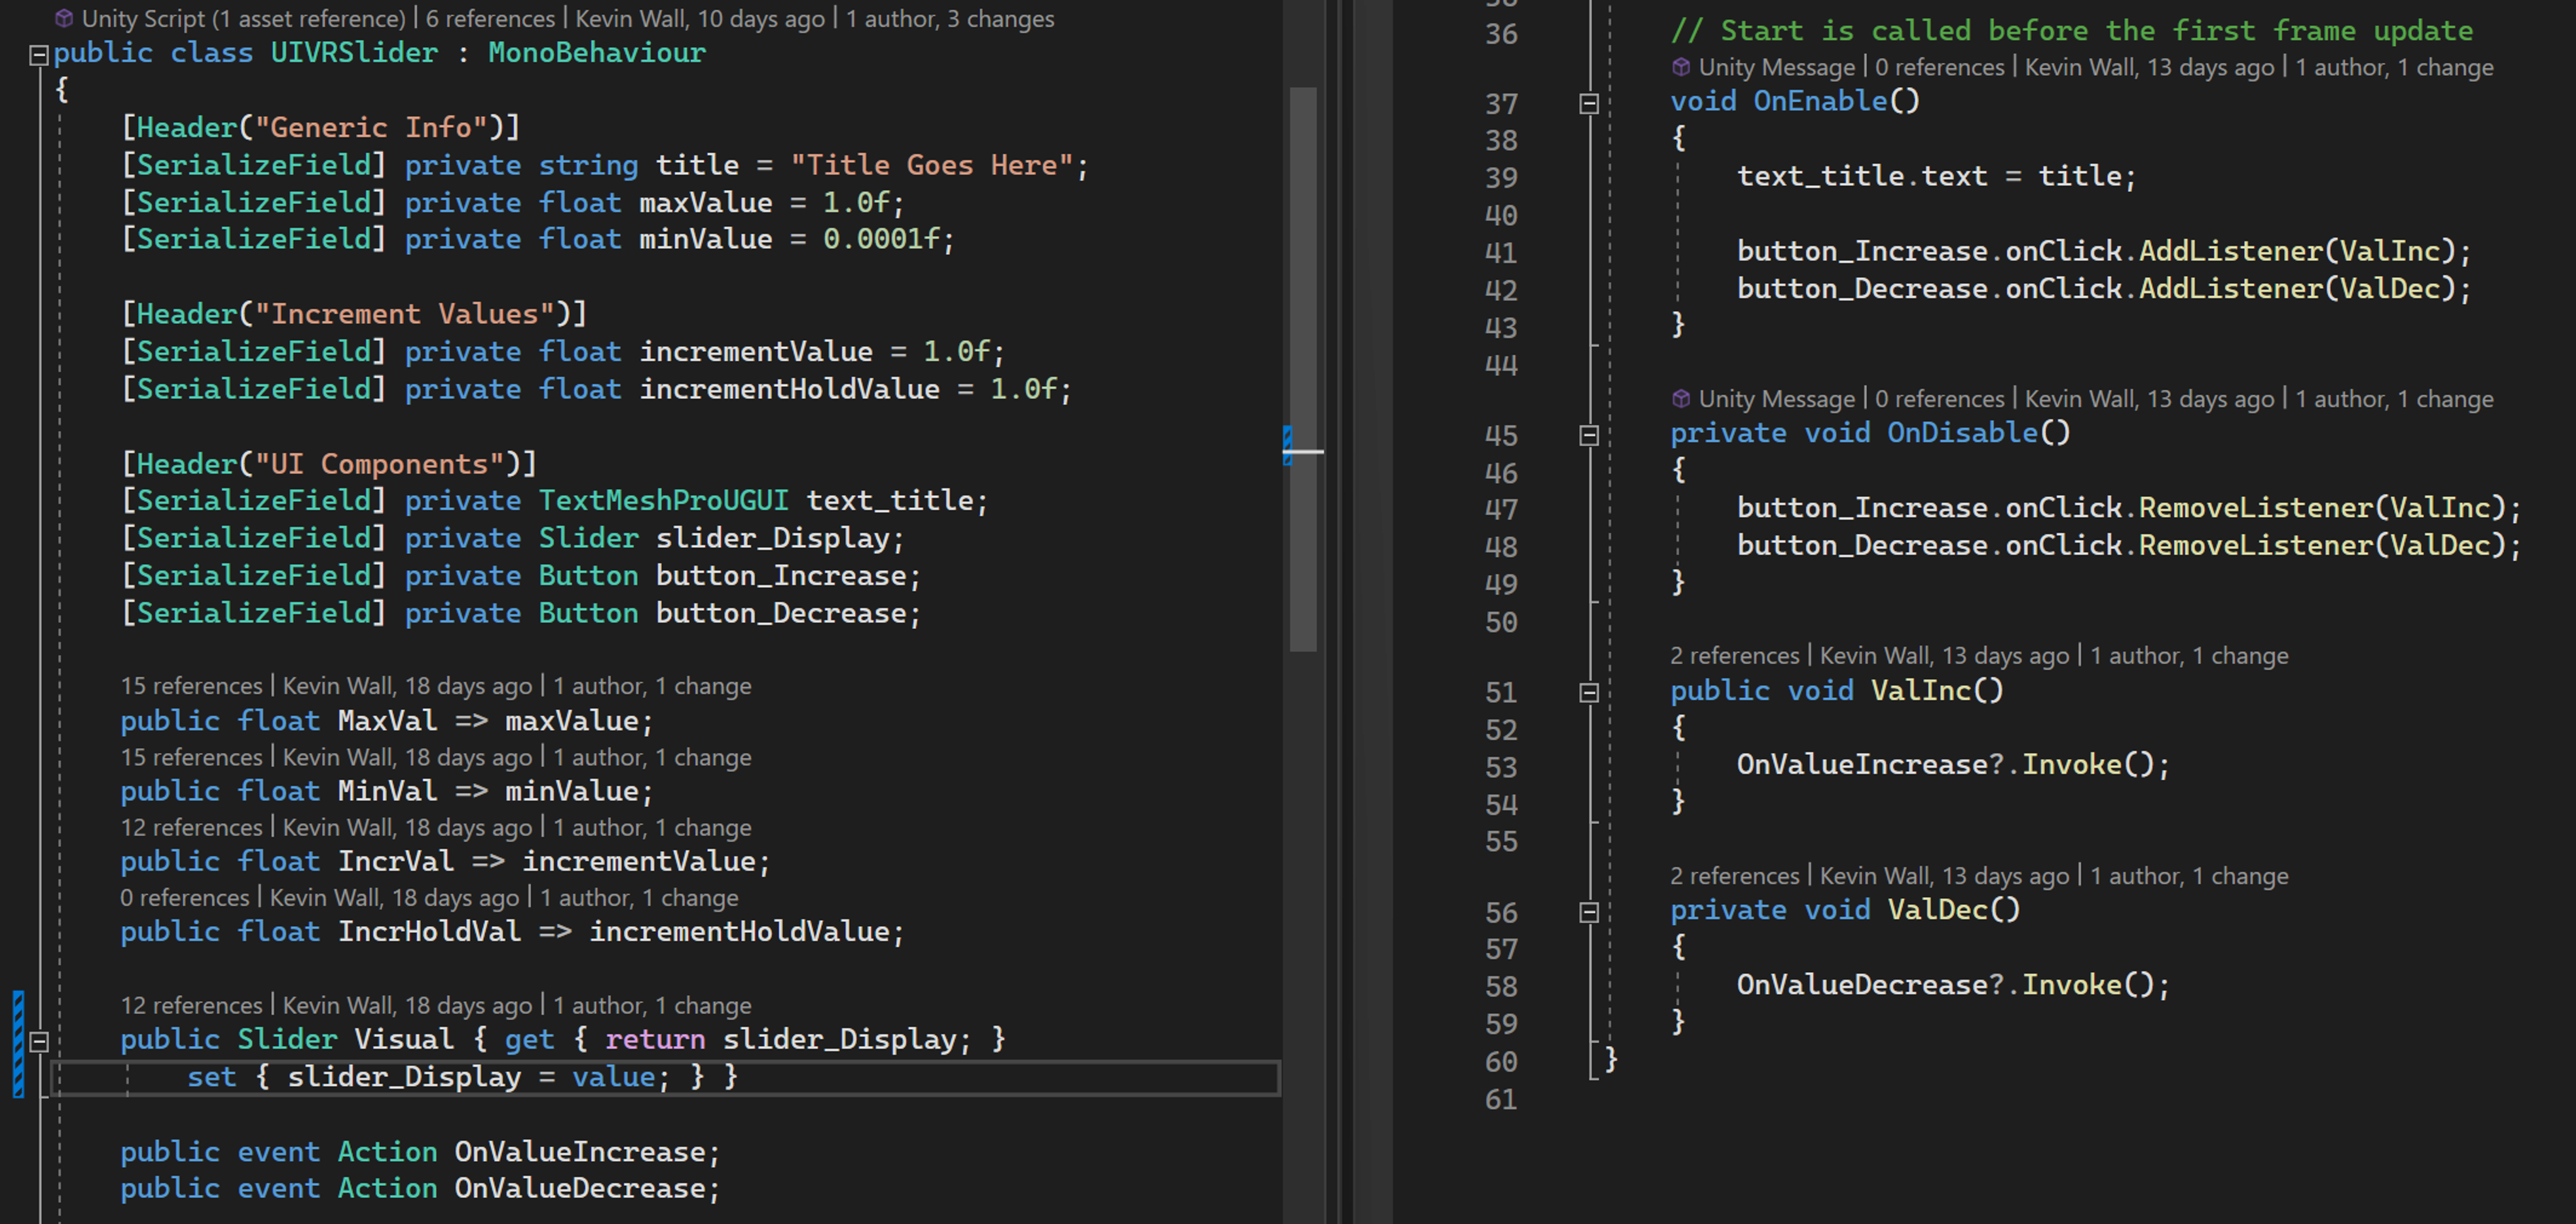 Unity Script (1 asset reference) | 6 references | Kevin Wall, 10 days ago | 1 author, 3 changes
public class UIVRSlider : MonoBehaviour
{
[Header("Generic Info")]
[SerializeField] private string title = "Title Goes Here";
[SerializeField] private float maxValue = 1.0f;
[SerializeField] private float minValue = 0.0001f;
[Header("Increment Values")]
[SerializeField] private float incrementValue = 1.0f;
[SerializeField] private float incrementHoldValue = 1.0f;
[Header("UI Components")]
[SerializeField] private TextMeshProUGUI text_title;
[SerializeField] private Slider slider_Display;
[SerializeField] private Button button_Increase;
[SerializeField] private Button button_Decrease;
15 references | Kevin Wall, 18 days ago | 1 author, 1 change
public float MaxVal => maxValue;
15 references | Kevin Wall, 18 days ago | 1 author, 1 change
public float MinVal => minValue;
12 references | Kevin Wall, 18 days ago | 1 author, 1 change
public float IncrVal => incrementValue;
0 references | Kevin Wall, 18 days ago | 1 author, 1 change
public float IncrHoldVal => incrementHoldValue;
12 references | Kevin Wall, 18 days ago | 1 author, 1 change
public Slider Visual { get { return slider_Display; }
set { slider_Display = value; } }
public event Action OnValueIncrease;
public event Action OnValueDecrease;
36 // Start is called before the first frame update
Unity Message | 0 references | Kevin Wall, 13 days ago | 1 author, 1 change
37 void OnEnable()
38 {
39 text_title.text = title;
40
41 button_Increase.onClick.AddListener(ValInc);
42 button_Decrease.onClick.AddListener(ValDec);
43 }
44
Unity Message | 0 references | Kevin Wall, 13 days ago | 1 author, 1 change
45 private void OnDisable()
46 {
47 button_Increase.onClick.RemoveListener(ValInc);
48 button_Decrease.onClick.RemoveListener(ValDec);
49 }
50
2 references | Kevin Wall, 13 days ago | 1 author, 1 change
51 public void ValInc()
52 {
53 OnValueIncrease?.Invoke();
54 }
55
2 references | Kevin Wall, 13 days ago | 1 author, 1 change
56 private void ValDec()
57 {
58 OnValueDecrease?.Invoke();
59 }
60 }
61